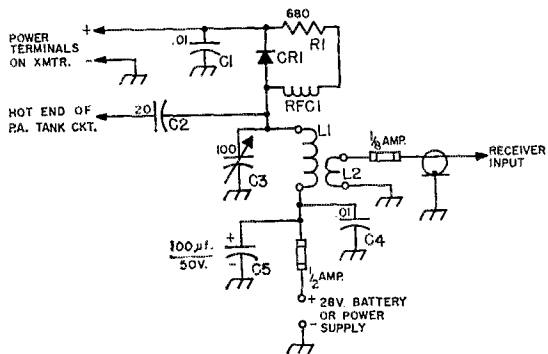 POWER
TERMINALS
ON XMTR.
+
-
.01
C1
680
R1
CR1
RFC1
HOT END OF
P.A. TANK CKT.
20
C2
100
C3
L1
L2
1/8 AMP.
RECEIVER
INPUT
.01
C4
100µf.
50V.
+
-
C5
1/2 AMP.
+
-
28V. BATTERY
OR POWER
SUPPLY